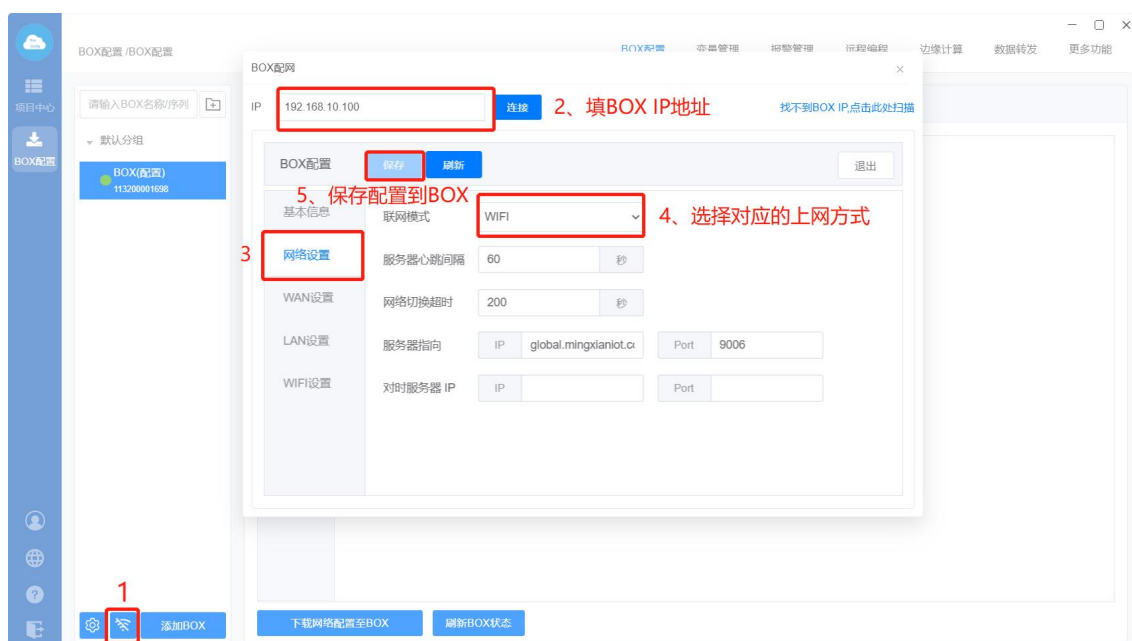 BOX配置 /BOX配置
BOX配置 变量管理 报警管理 远程编程 边缘计算 数据转发 更多功能
项目中心
BOX配置
请输入BOX名称/序列
默认分组
BOX(配置)
113200001698
BOX配网
IP 192.168.10.100 连接 2、填BOX IP地址 找不到BOX IP,点击此处扫描
BOX配置 保存 刷新 退出
5、保存配置到BOX
基本信息 联网模式 WIFI 4、选择对应的上网方式
3 网络设置 服务器心跳间隔 60 秒
WAN设置 网络切换超时 200 秒
LAN设置 服务器指向 IP global.mingxianiot.co Port 9006
WIFI设置 对时服务器 IP IP Port
1
添加BOX 下载网络配置至BOX 刷新BOX状态